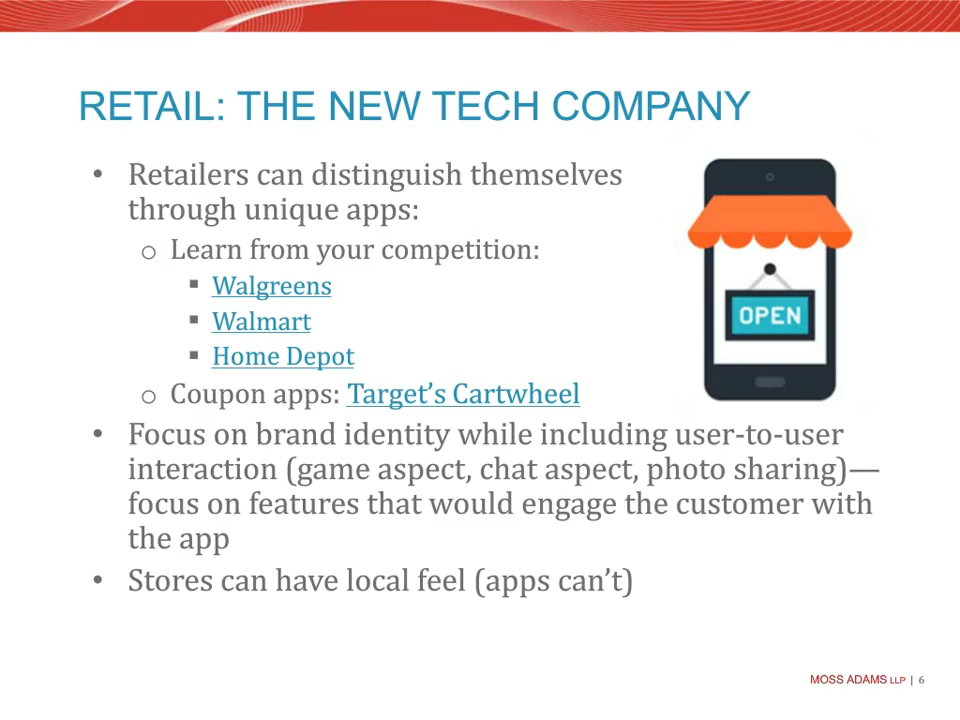 RETAIL: THE NEW TECH COMPANY
• Retailers can distinguish themselves
through unique apps:
o Learn from your competition:
▪ Walgreens
▪ Walmart
▪ Home Depot
o Coupon apps: Target’s Cartwheel
OPEN
• Focus on brand identity while including user-to-user
interaction (game aspect, chat aspect, photo sharing)—
focus on features that would engage the customer with
the app
• Stores can have local feel (apps can’t)
MOSS ADAMS LLP | 6